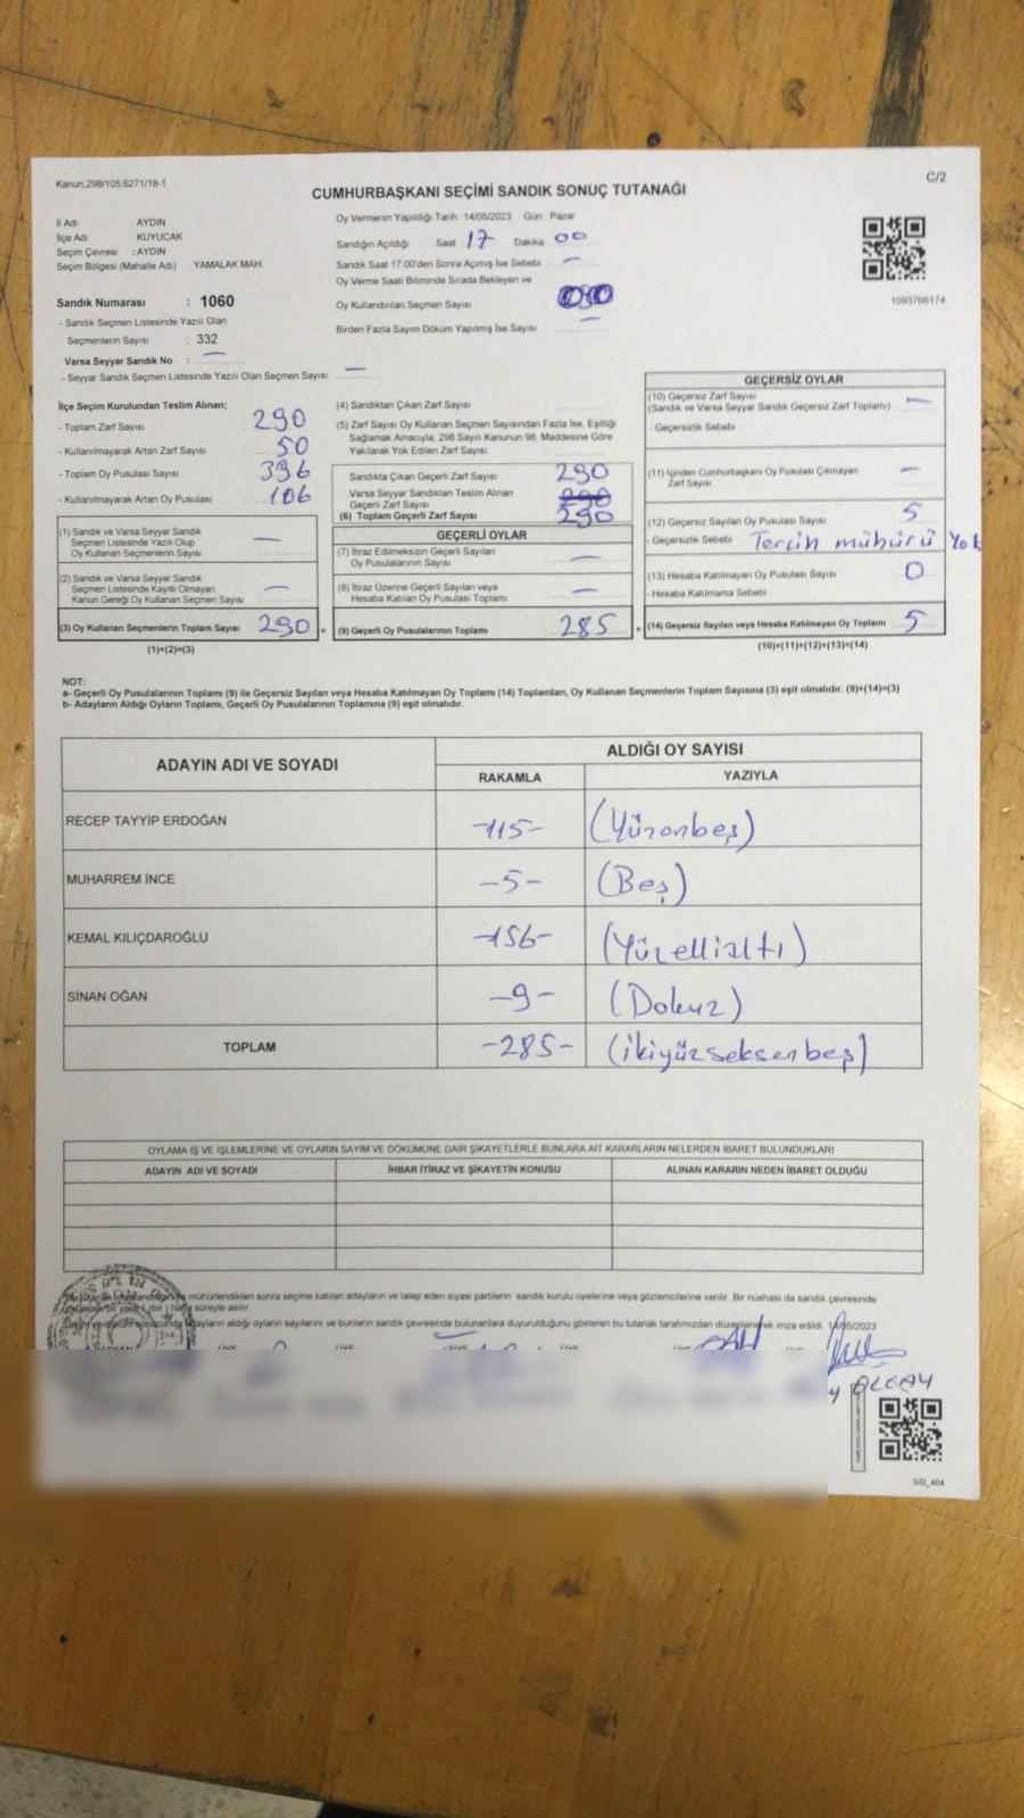 Kanun:298/105;6271/18-1
C/2
CUMHURBAŞKANI SEÇİMİ SANDIK SONUÇ TUTANAĞI
İl Adı AYDIN
İlçe Adı KUYUCAK
Seçim Çevresi : AYDIN
Seçim Bölgesi (Mahalle Adı) YAMALAK MAH.
Sandık Numarası : 1060
- Sandık Seçmen Listesinde Yazılı Olan
Seçmenlerin Sayısı : 332
Varsa Seyyar Sandık No : —
- Seyyar Sandık Seçmen Listesinde Yazılı Olan Seçmen Sayısı —
Oy Vermenin Yapıldığı Tarih 14/05/2023 Gün Pazar
Sandığın Açıldığı Saat 17 Dakika 00
Sandık Saat 17.00'den Sonra Açılmış İse Sebebi —
Oy Verme Saati Bitiminde Sırada Bekleyen ve
Oy Kullandırılan Seçmen Sayısı
Birden Fazla Sayım Döküm Yapılmış İse Sayısı —
1093766174
İlçe Seçim Kurulundan Teslim Alınan;
- Toplam Zarf Sayısı 290
- Kullanılmayarak Artan Zarf Sayısı 50
- Toplam Oy Pusulası Sayısı 396
- Kullanılmayarak Artan Oy Pusulası 106
(1) Sandık ve Varsa Seyyar Sandık
Seçmen Listesinde Yazılı Olup
Oy Kullanan Seçmenlerin Sayısı —
(2) Sandık ve Varsa Seyyar Sandık
Seçmen Listesinde Kayıtlı Olmayan
Kanun Gereği Oy Kullanan Seçmen Sayısı —
(3) Oy Kullanan Seçmenlerin Toplam Sayısı 290
(1)+(2)=(3)
(4) Sandıktan Çıkan Zarf Sayısı
(5) Zarf Sayısı Oy Kullanan Seçmen Sayısından Fazla İse, Eşitliği
Sağlamak Amacıyla, 298 Sayılı Kanunun 98. Maddesine Göre
Yakılarak Yok Edilen Zarf Sayısı
Sandıkta Çıkan Geçerli Zarf Sayısı 290
Varsa Seyyar Sandıktan Teslim Alınan
Geçerli Zarf Sayısı
(6) Toplam Geçerli Zarf Sayısı 290
GEÇERLİ OYLAR
(7) İtiraz Edilmeksizin Geçerli Sayılan
Oy Pusulalarının Sayısı —
(8) İtiraz Üzerine Geçerli Sayılan veya
Hesaba Katılan Oy Pusulası Toplamı —
(9) Geçerli Oy Pusulalarının Toplamı 285
GEÇERSİZ OYLAR
(10) Geçersiz Zarf Sayısı
(Sandık ve Varsa Seyyar Sandık Geçersiz Zarf Toplamı) —
- Geçersizlik Sebebi
(11) İçinden Cumhurbaşkanı Oy Pusulası Çıkmayan
Zarf Sayısı —
(12) Geçersiz Sayılan Oy Pusulası Sayısı 5
- Geçersizlik Sebebi Tercih mühürü Yok
(13) Hesaba Katılmayan Oy Pusulası Sayısı 0
- Hesaba Katılmama Sebebi
(14) Geçersiz Sayılan veya Hesaba Katılmayan Oy Toplamı 5
(10)+(11)+(12)+(13)=(14)
NOT:
a- Geçerli Oy Pusulalarının Toplamı (9) ile Geçersiz Sayılan veya Hesaba Katılmayan Oy Toplamı (14) Toplamları, Oy Kullanan Seçmenlerin Toplam Sayısına (3) eşit olmalıdır. (9)+(14)=(3)
b- Adayların Aldığı Oyların Toplamı, Geçerli Oy Pusulalarının Toplamına (9) eşit olmalıdır.
ADAYIN ADI VE SOYADI
ALDIĞI OY SAYISI
RAKAMLA YAZIYLA
RECEP TAYYİP ERDOĞAN -115- (Yüzonbeş)
MUHARREM İNCE -5- (Beş)
KEMAL KILIÇDAROĞLU -156- (Yüzellialtı)
SİNAN OĞAN -9- (Dokuz)
TOPLAM -285- (ikiyüzseksenbeş)
OYLAMA İŞ VE İŞLEMLERİNE VE OYLARIN SAYIM VE DÖKÜMÜNE DAİR ŞİKAYETLERLE BUNLARA AİT KARARLARIN NELERDEN İBARET BULUNDUKLARI
ADAYIN ADI VE SOYADI İHBAR İTİRAZ VE ŞİKAYETİN KONUSU ALINAN KARARIN NEDEN İBARET OLDUĞU
mühürlendikten sonra seçime katılan adayların ve talep eden siyasi partilerin sandık kurulu üyelerine veya gözlemcilerine verilir. Bir nüshası da sandık çevresinde
süreyle asılır
adayların aldığı oyların sayılarını ve bunların sandık çevresinde bulunanlara duyurulduğunu gösteren bu tutanak tarafımızdan düzenlenerek imza edildi. 14/05/2023
OLCAY